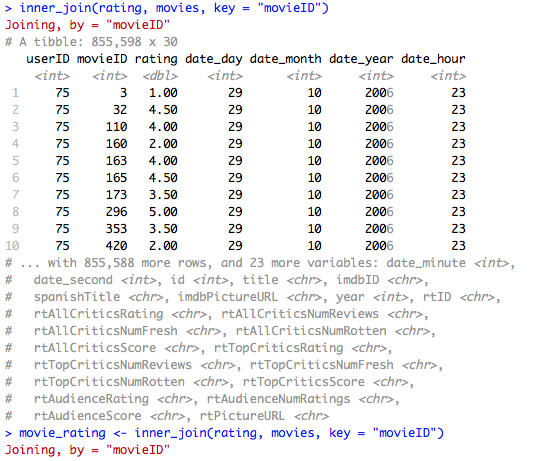 > inner_join(rating, movies, key = "movieID")
Joining, by = "movieID"
# A tibble: 855,598 x 30
userID movieID rating date_day date_month date_year date_hour
<int> <int> <dbl> <int> <int> <int> <int>
1 75 3 1.00 29 10 2006 23
2 75 32 4.50 29 10 2006 23
3 75 110 4.00 29 10 2006 23
4 75 160 2.00 29 10 2006 23
5 75 163 4.00 29 10 2006 23
6 75 165 4.50 29 10 2006 23
7 75 173 3.50 29 10 2006 23
8 75 296 5.00 29 10 2006 23
9 75 353 3.50 29 10 2006 23
10 75 420 2.00 29 10 2006 23
# ... with 855,588 more rows, and 23 more variables: date_minute <int>,
# date_second <int>, id <int>, title <chr>, imdbID <chr>,
# spanishTitle <chr>, imdbPictureURL <chr>, year <int>, rtID <chr>,
# rtAllCriticsRating <chr>, rtAllCriticsNumReviews <chr>,
# rtAllCriticsNumFresh <chr>, rtAllCriticsNumRotten <chr>,
# rtAllCriticsScore <chr>, rtTopCriticsRating <chr>,
# rtTopCriticsNumReviews <chr>, rtTopCriticsNumFresh <chr>,
# rtTopCriticsNumRotten <chr>, rtTopCriticsScore <chr>,
# rtAudienceRating <chr>, rtAudienceNumRatings <chr>,
# rtAudienceScore <chr>, rtPictureURL <chr>
> movie_rating <- inner_join(rating, movies, key = "movieID")
Joining, by = "movieID"